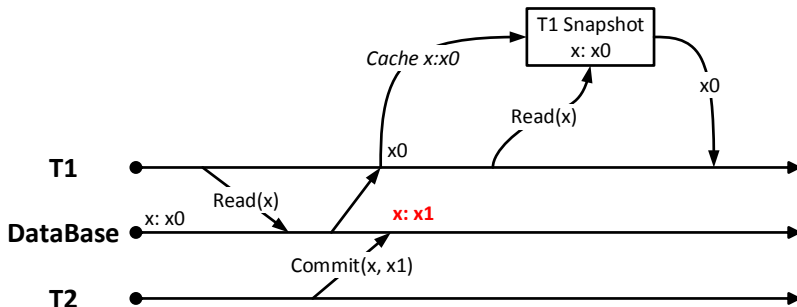 T1 Snapshot
x: x0
Cache x:x0
x0
Read(x)
x0
T1
Read(x)
x: x0
x: x1
DataBase
Commit(x, x1)
T2